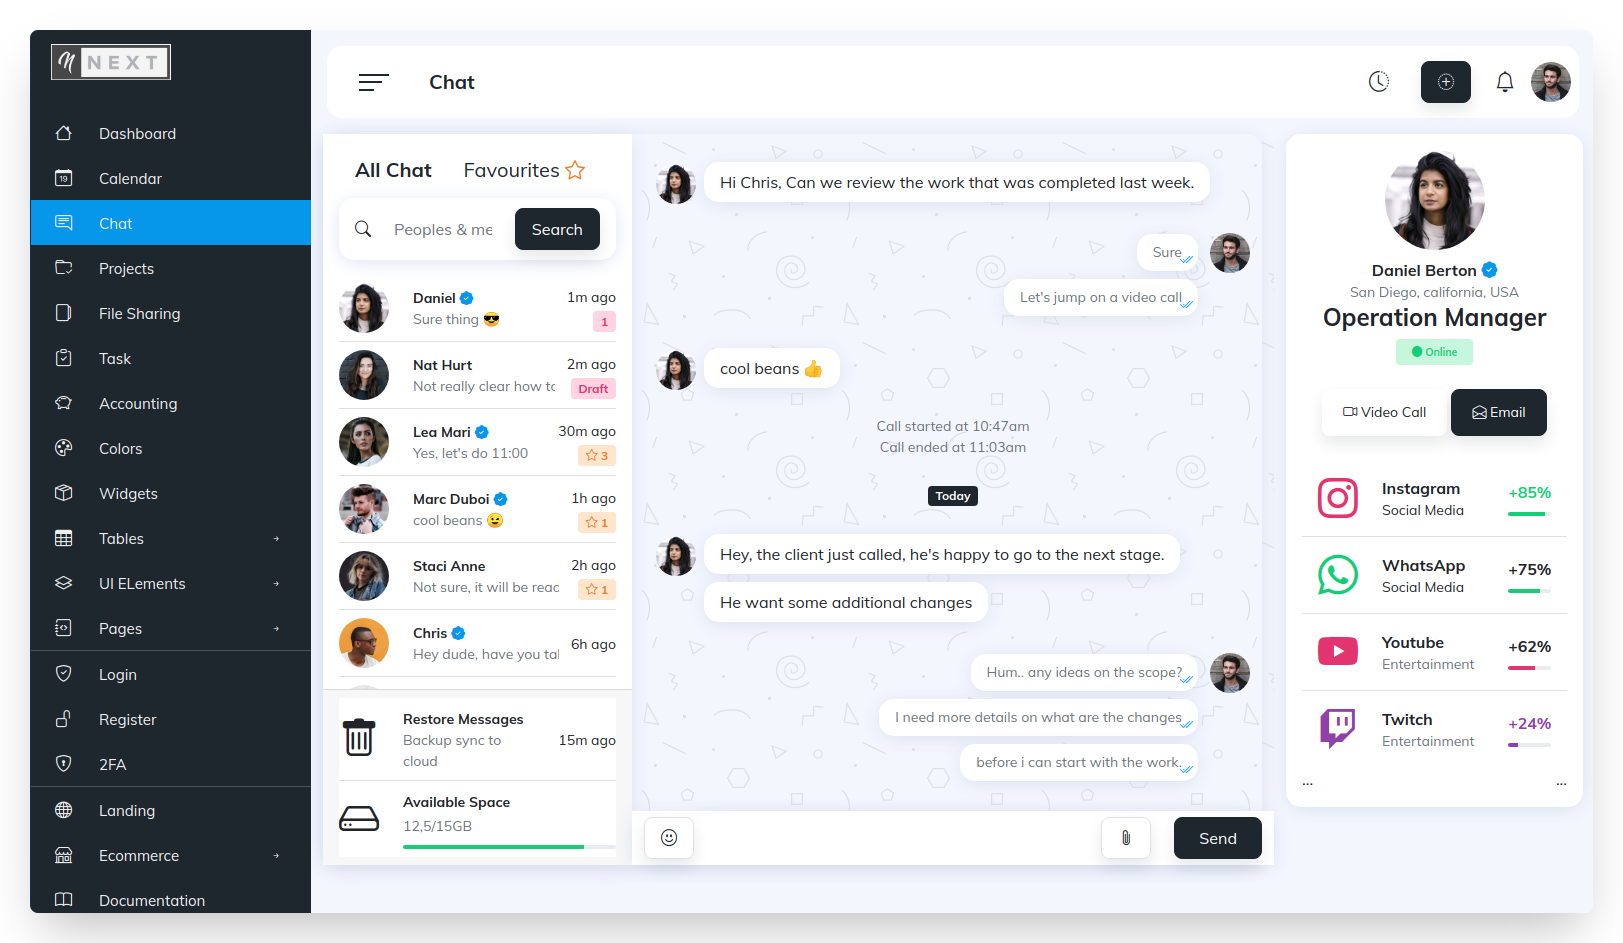 n NEXT
Dashboard
19
Calendar
Chat
Projects
File Sharing
Task
Accounting
Colors
Widgets
Tables
UI ELements
Pages
Login
Register
2FA
Landing
Ecommerce
Documentation
Chat
All Chat Favourites
Peoples & me
Search
Daniel 1m ago
Sure thing 😎 1
Nat Hurt 2m ago
Not really clear how to Draft
Lea Mari 30m ago
Yes, let's do 11:00 3
Marc Duboi 1h ago
cool beans 😉 1
Staci Anne 2h ago
Not sure, it will be read 1
Chris 6h ago
Hey dude, have you tal
Restore Messages
Backup sync to
cloud
15m ago
Available Space
12,5/15GB
Hi Chris, Can we review the work that was completed last week.
Sure
Let's jump on a video call
cool beans 👍
Call started at 10:47am
Call ended at 11:03am
Today
Hey, the client just called, he's happy to go to the next stage.
He want some additional changes
Hum.. any ideas on the scope?
I need more details on what are the changes
before i can start with the work.
Send
Daniel Berton
San Diego, california, USA
Operation Manager
Online
Video Call Email
Instagram +85%
Social Media
WhatsApp +75%
Social Media
Youtube +62%
Entertainment
Twitch +24%
Entertainment
... ...